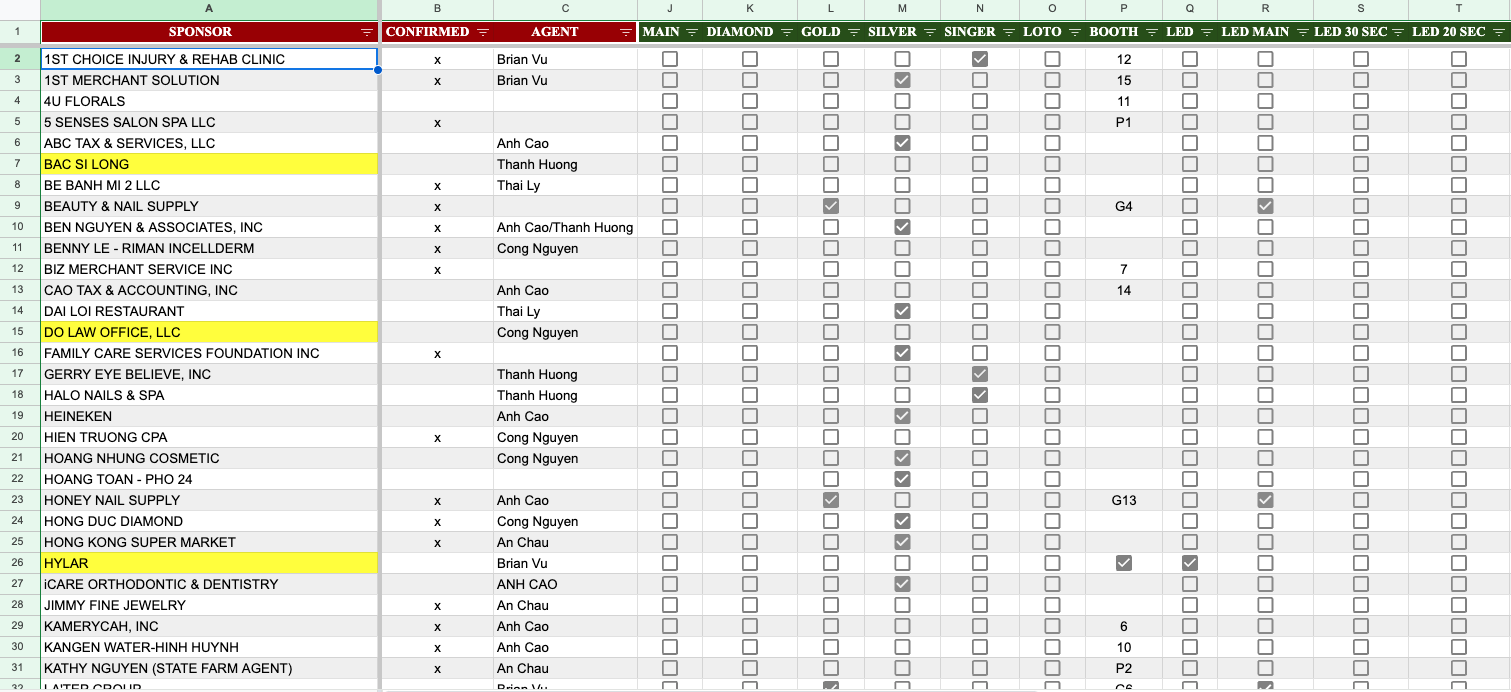 A B C J K L M N O P Q R S T
1 SPONSOR CONFIRMED AGENT MAIN DIAMOND GOLD SILVER SINGER LOTO BOOTH LED LED MAIN LED 30 SEC LED 20 SEC
2 1ST CHOICE INJURY & REHAB CLINIC x Brian Vu 12
3 1ST MERCHANT SOLUTION x Brian Vu 15
4 4U FLORALS 11
5 5 SENSES SALON SPA LLC x P1
6 ABC TAX & SERVICES, LLC Anh Cao
7 BAC SI LONG Thanh Huong
8 BE BANH MI 2 LLC x Thai Ly
9 BEAUTY & NAIL SUPPLY x G4
10 BEN NGUYEN & ASSOCIATES, INC x Anh Cao/Thanh Huong
11 BENNY LE - RIMAN INCELLDERM x Cong Nguyen
12 BIZ MERCHANT SERVICE INC x 7
13 CAO TAX & ACCOUNTING, INC Anh Cao 14
14 DAI LOI RESTAURANT Thai Ly
15 DO LAW OFFICE, LLC Cong Nguyen
16 FAMILY CARE SERVICES FOUNDATION INC x
17 GERRY EYE BELIEVE, INC Thanh Huong
18 HALO NAILS & SPA Thanh Huong
19 HEINEKEN Anh Cao
20 HIEN TRUONG CPA x Cong Nguyen
21 HOANG NHUNG COSMETIC Cong Nguyen
22 HOANG TOAN - PHO 24
23 HONEY NAIL SUPPLY x Anh Cao G13
24 HONG DUC DIAMOND x Cong Nguyen
25 HONG KONG SUPER MARKET x An Chau
26 HYLAR Brian Vu
27 iCARE ORTHODONTIC & DENTISTRY ANH CAO
28 JIMMY FINE JEWELRY x An Chau
29 KAMERYCAH, INC x Anh Cao 6
30 KANGEN WATER-HINH HUYNH x Anh Cao 10
31 KATHY NGUYEN (STATE FARM AGENT) x An Chau P2
32 Brian Vu